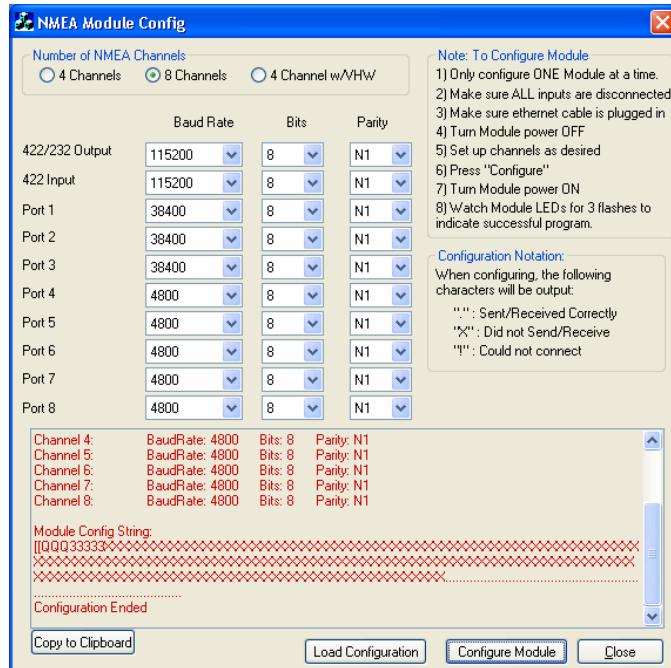 NMEA Module Config
Number of NMEA Channels
4 Channels 8 Channels 4 Channel w/VHW
Baud Rate Bits Parity
422/232 Output 115200 8 N1
422 Input 115200 8 N1
Port 1 38400 8 N1
Port 2 38400 8 N1
Port 3 38400 8 N1
Port 4 4800 8 N1
Port 5 4800 8 N1
Port 6 4800 8 N1
Port 7 4800 8 N1
Port 8 4800 8 N1
Note: To Configure Module
1) Only configure ONE Module at a time.
2) Make sure ALL inputs are disconnected
3) Make sure ethernet cable is plugged in
4) Turn Module power OFF
5) Set up channels as desired
6) Press "Configure"
7) Turn Module power ON
8) Watch Module LEDs for 3 flashes to
indicate successful program.
Configuration Notation:
When configuring, the following
characters will be output:
"." : Sent/Received Correctly
"X" : Did not Send/Receive
"!" : Could not connect
Channel 4: BaudRate: 4800 Bits: 8 Parity: N1
Channel 5: BaudRate: 4800 Bits: 8 Parity: N1
Channel 6: BaudRate: 4800 Bits: 8 Parity: N1
Channel 7: BaudRate: 4800 Bits: 8 Parity: N1
Channel 8: BaudRate: 4800 Bits: 8 Parity: N1
Module Config String:
Configuration Ended
Copy to Clipboard
Load Configuration Configure Module Close